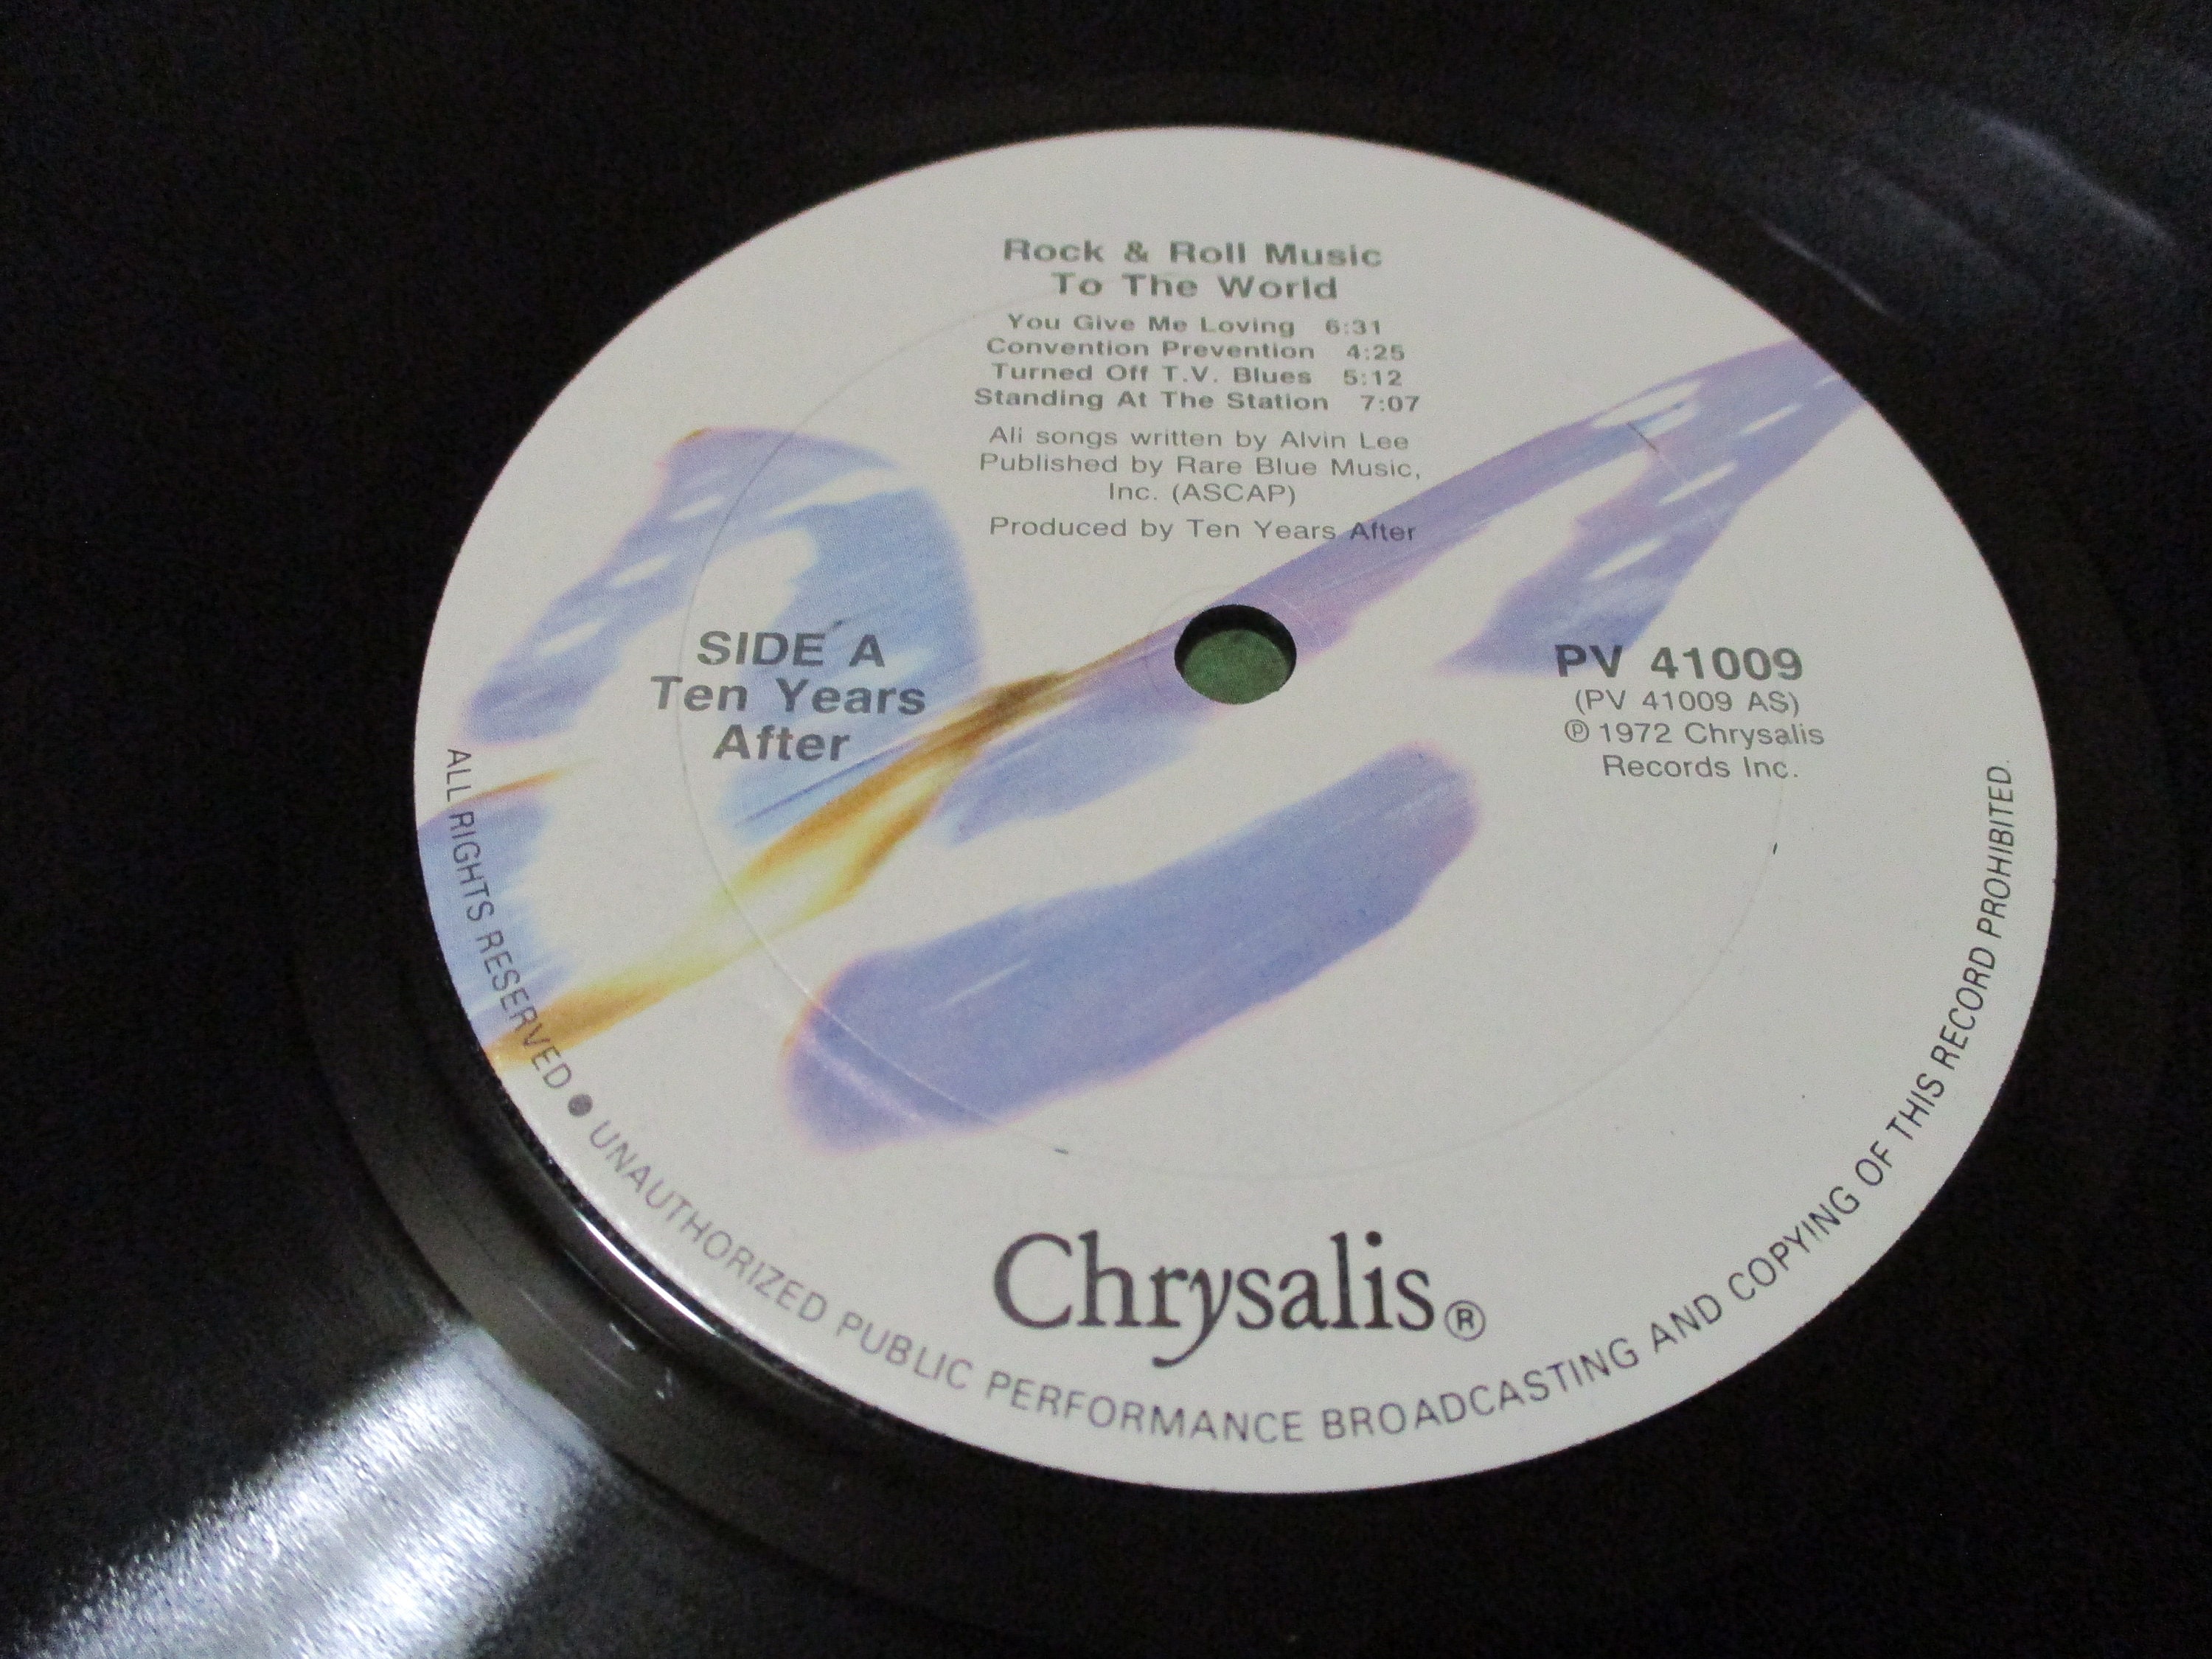 Rock & Roll Music
To The World
You Give Me Loving 6:31
Convention Prevention 4:25
Turned Off T.V. Blues 5:12
Standing At The Station 7:07
All songs written by Alvin Lee
Published by Rare Blue Music,
Inc. (ASCAP)
Produced by Ten Years After
SIDE A
Ten Years
After
PV 41009
(PV 41009 AS)
℗ 1972 Chrysalis
Records Inc.
Chrysalis®
ALL RIGHTS RESERVED ● UNAUTHORIZED PUBLIC PERFORMANCE BROADCASTING AND COPYING OF THIS RECORD PROHIBITED.